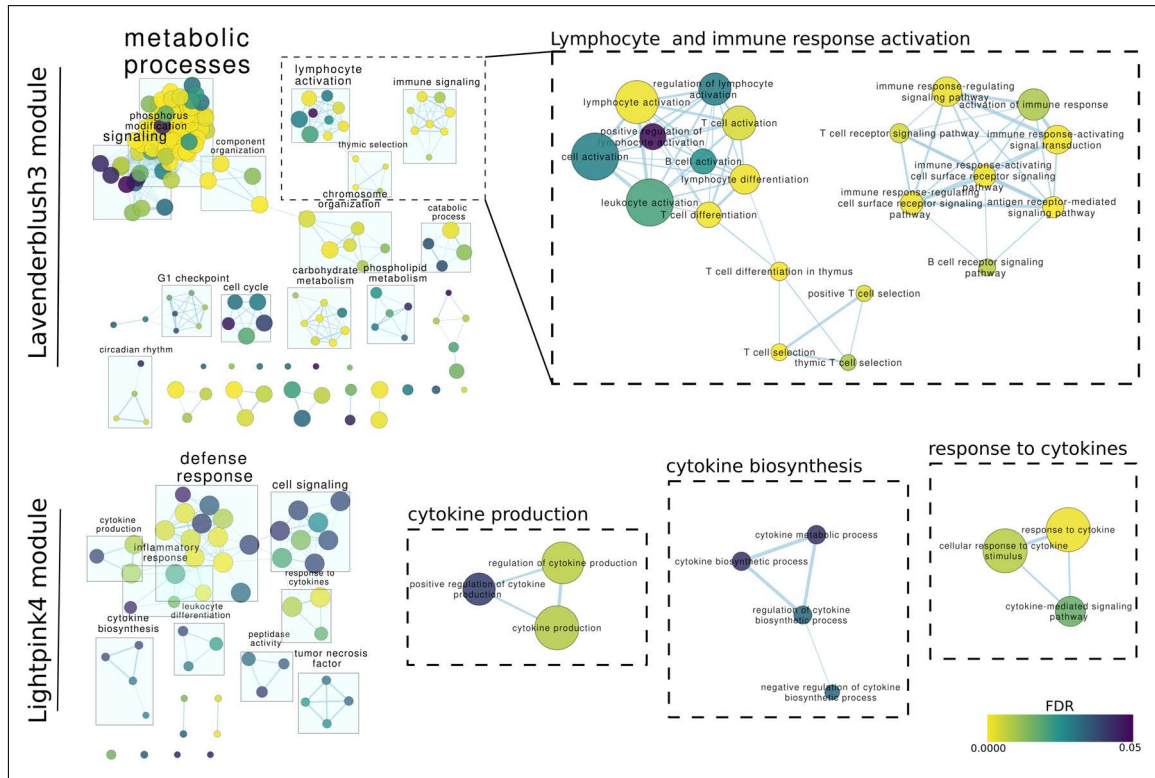 metabolic
processes
Lymphocyte and immune response activation
Lavenderblush3 module
lymphocyte
activation
immune signaling
thymic selection
phosphorus
modification
signaling
component
organization
chromosome
organization
catabolic
process
G1 checkpoint
cell cycle
carbohydrate
metabolism
phospholipid
metabolism
circadian rhythm
regulation of lymphocyte
activation
lymphocyte activation
T cell activation
positive regulation of
lymphocyte activation
cell activation
B cell activation
lymphocyte differentiation
leukocyte activation
T cell differentiation
immune response-regulating
signaling pathway
activation of immune response
T cell receptor signaling pathway
immune response-activating
signal transduction
immune response-activating
cell surface receptor signaling
pathway
immune response-regulating
cell surface receptor signaling
pathway
antigen receptor-mediated
signaling pathway
B cell receptor signaling
pathway
T cell differentiation in thymus
positive T cell selection
T cell selection
thymic T cell selection
Lightpink4 module
defense
response
cell signaling
cytokine
production
inflammatory
response
response to
cytokines
leukocyte
differentiation
cytokine
biosynthesis
peptidase
activity
tumor necrosis
factor
cytokine production
regulation of cytokine production
positive regulation of cytokine
production
cytokine production
cytokine biosynthesis
cytokine metabolic process
cytokine biosynthetic process
regulation of cytokine
biosynthetic process
negative regulation of cytokine
biosynthetic process
response to cytokines
response to cytokine
cellular response to cytokine
stimulus
cytokine-mediated signaling
pathway
FDR
0.0000
0.05